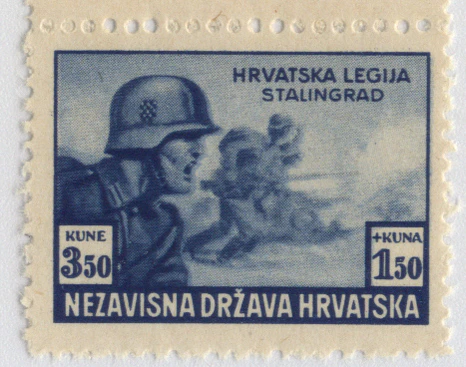 HRVATSKA LEGIJA
STALINGRAD
KUNE
3 50
+KUNA
1 50
NEZAVISNA DRŽAVA HRVATSKA